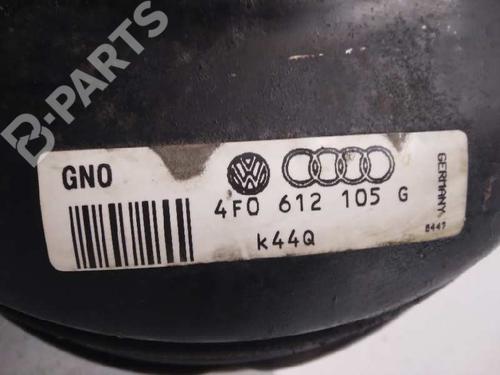 B-PARTS
GNO
4F0 612 105 G
k44Q
GERMANY
8447